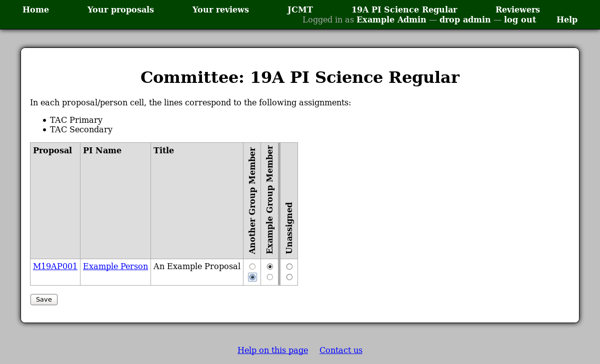 Home Your proposals Your reviews JCMT 19A PI Science Regular Reviewers
Logged in as Example Admin — drop admin — log out Help
Committee: 19A PI Science Regular
In each proposal/person cell, the lines correspond to the following assignments:
TAC Primary
TAC Secondary
Proposal PI Name Title Another Group Member Example Group Member Unassigned
M19AP001 Example Person An Example Proposal
Save
Help on this page Contact us